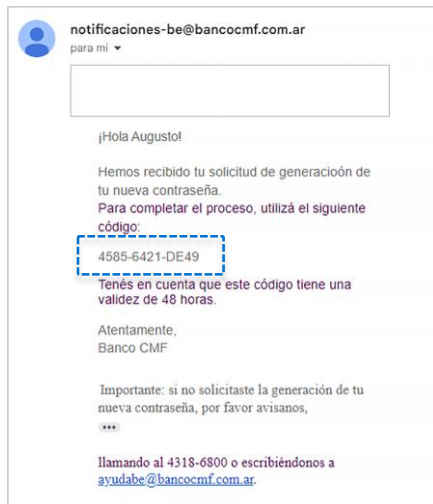 notificaciones-be@bancocmf.com.ar
para mí
¡Hola Augusto!
Hemos recibido tu solicitud de generacioón de
tu nueva contraseña.
Para completar el proceso, utilizá el siguiente
código:
4585-6421-DE49
Tenés en cuenta que este código tiene una
validez de 48 horas.
Atentamente,
Banco CMF
Importante: si no solicitaste la generación de tu
nueva contraseña, por favor avisanos,
•••
llamando al 4318-6800 o escribiéndonos a
ayudabe@bancocmf.com.ar.